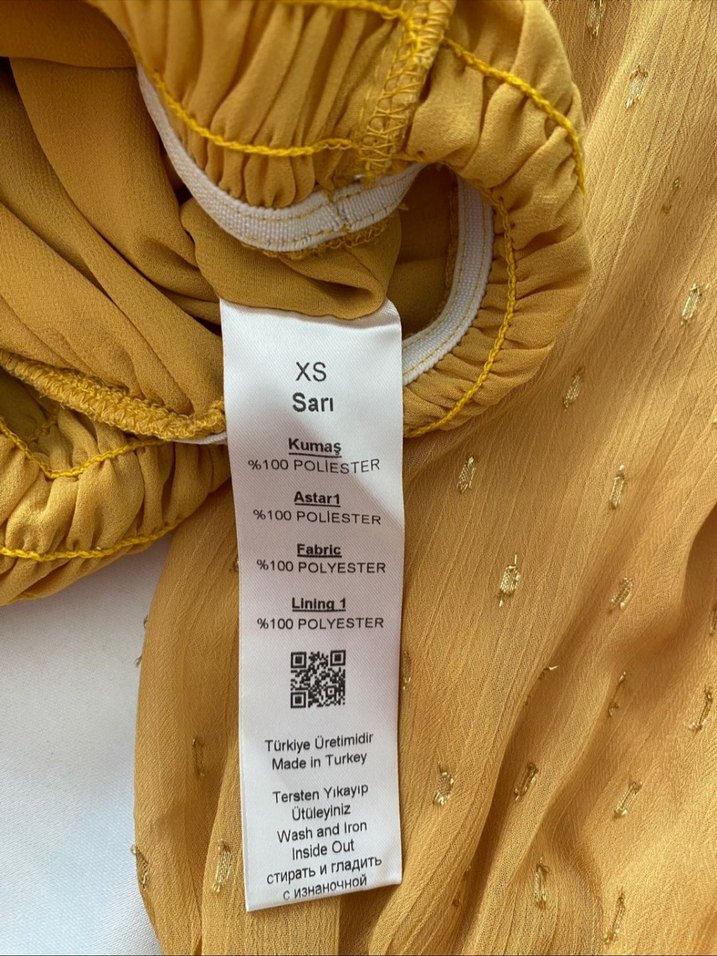 XS
Sarı
Kumaş
%100 POLİESTER
Astar1
%100 POLİESTER
Fabric
%100 POLYESTER
Lining 1
%100 POLYESTER
Türkiye Üretimidir
Made in Turkey
Tersten Yıkayıp
Ütüleyiniz
Wash and Iron
Inside Out
стирать и гладить
с изнаночной